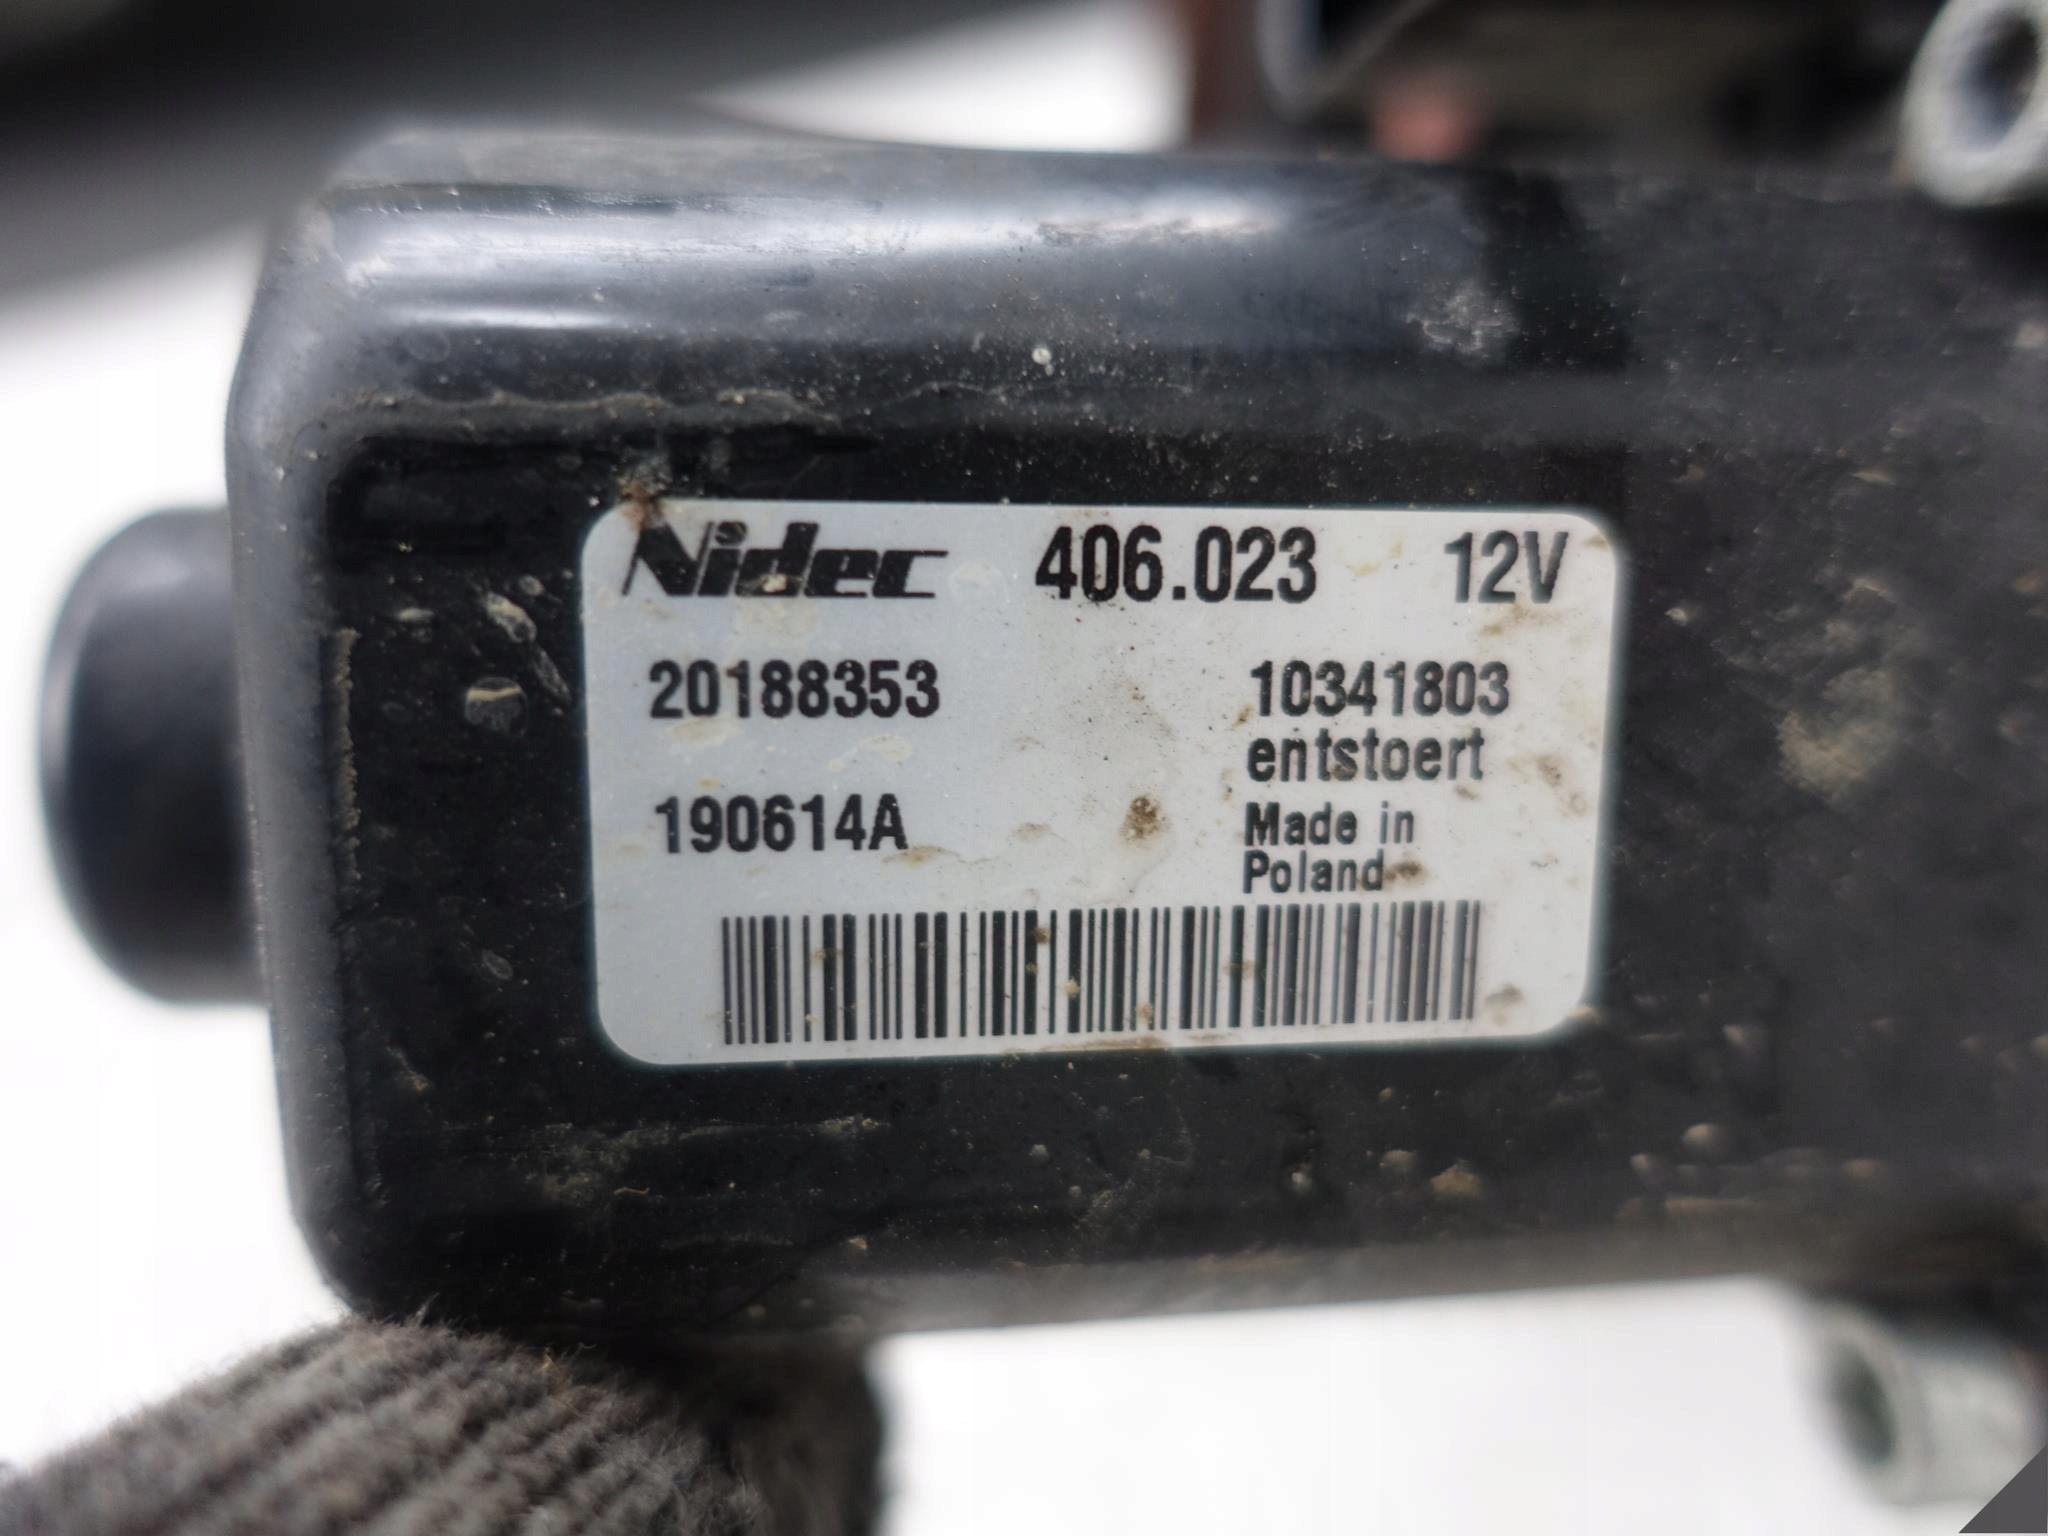 Nidec 406.023 12V
20188353 10341803
entstoert
190614A Made in
Poland